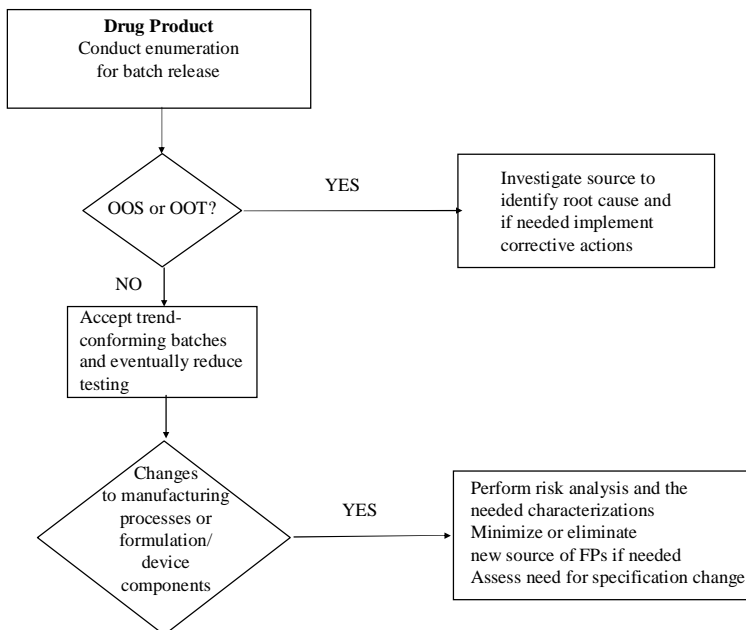 Drug Product
Conduct enumeration
for batch release
OOS or OOT?
YES
Investigate source to
identify root cause and
if needed implement
corrective actions
NO
Accept trend-
conforming batches
and eventually reduce
testing
Changes
to manufacturing
processes or
formulation/
device
components
YES
Perform risk analysis and the
needed characterizations
Minimize or eliminate
new source of FPs if needed
Assess need for specification change